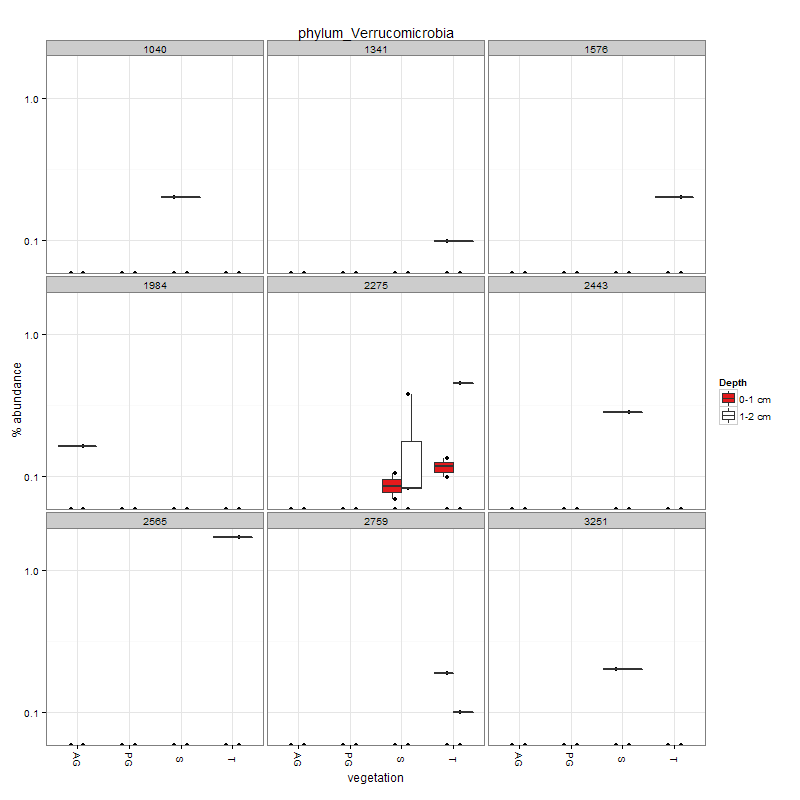 phylum_Verrucomicrobia
1040 1341 1576
1.0
0.1
1984 2275 2443
1.0
0.1
% abundance
Depth
0-1 cm
1-2 cm
2565 2759 3251
1.0
0.1
AG PG S T AG PG S T AG PG S T
vegetation